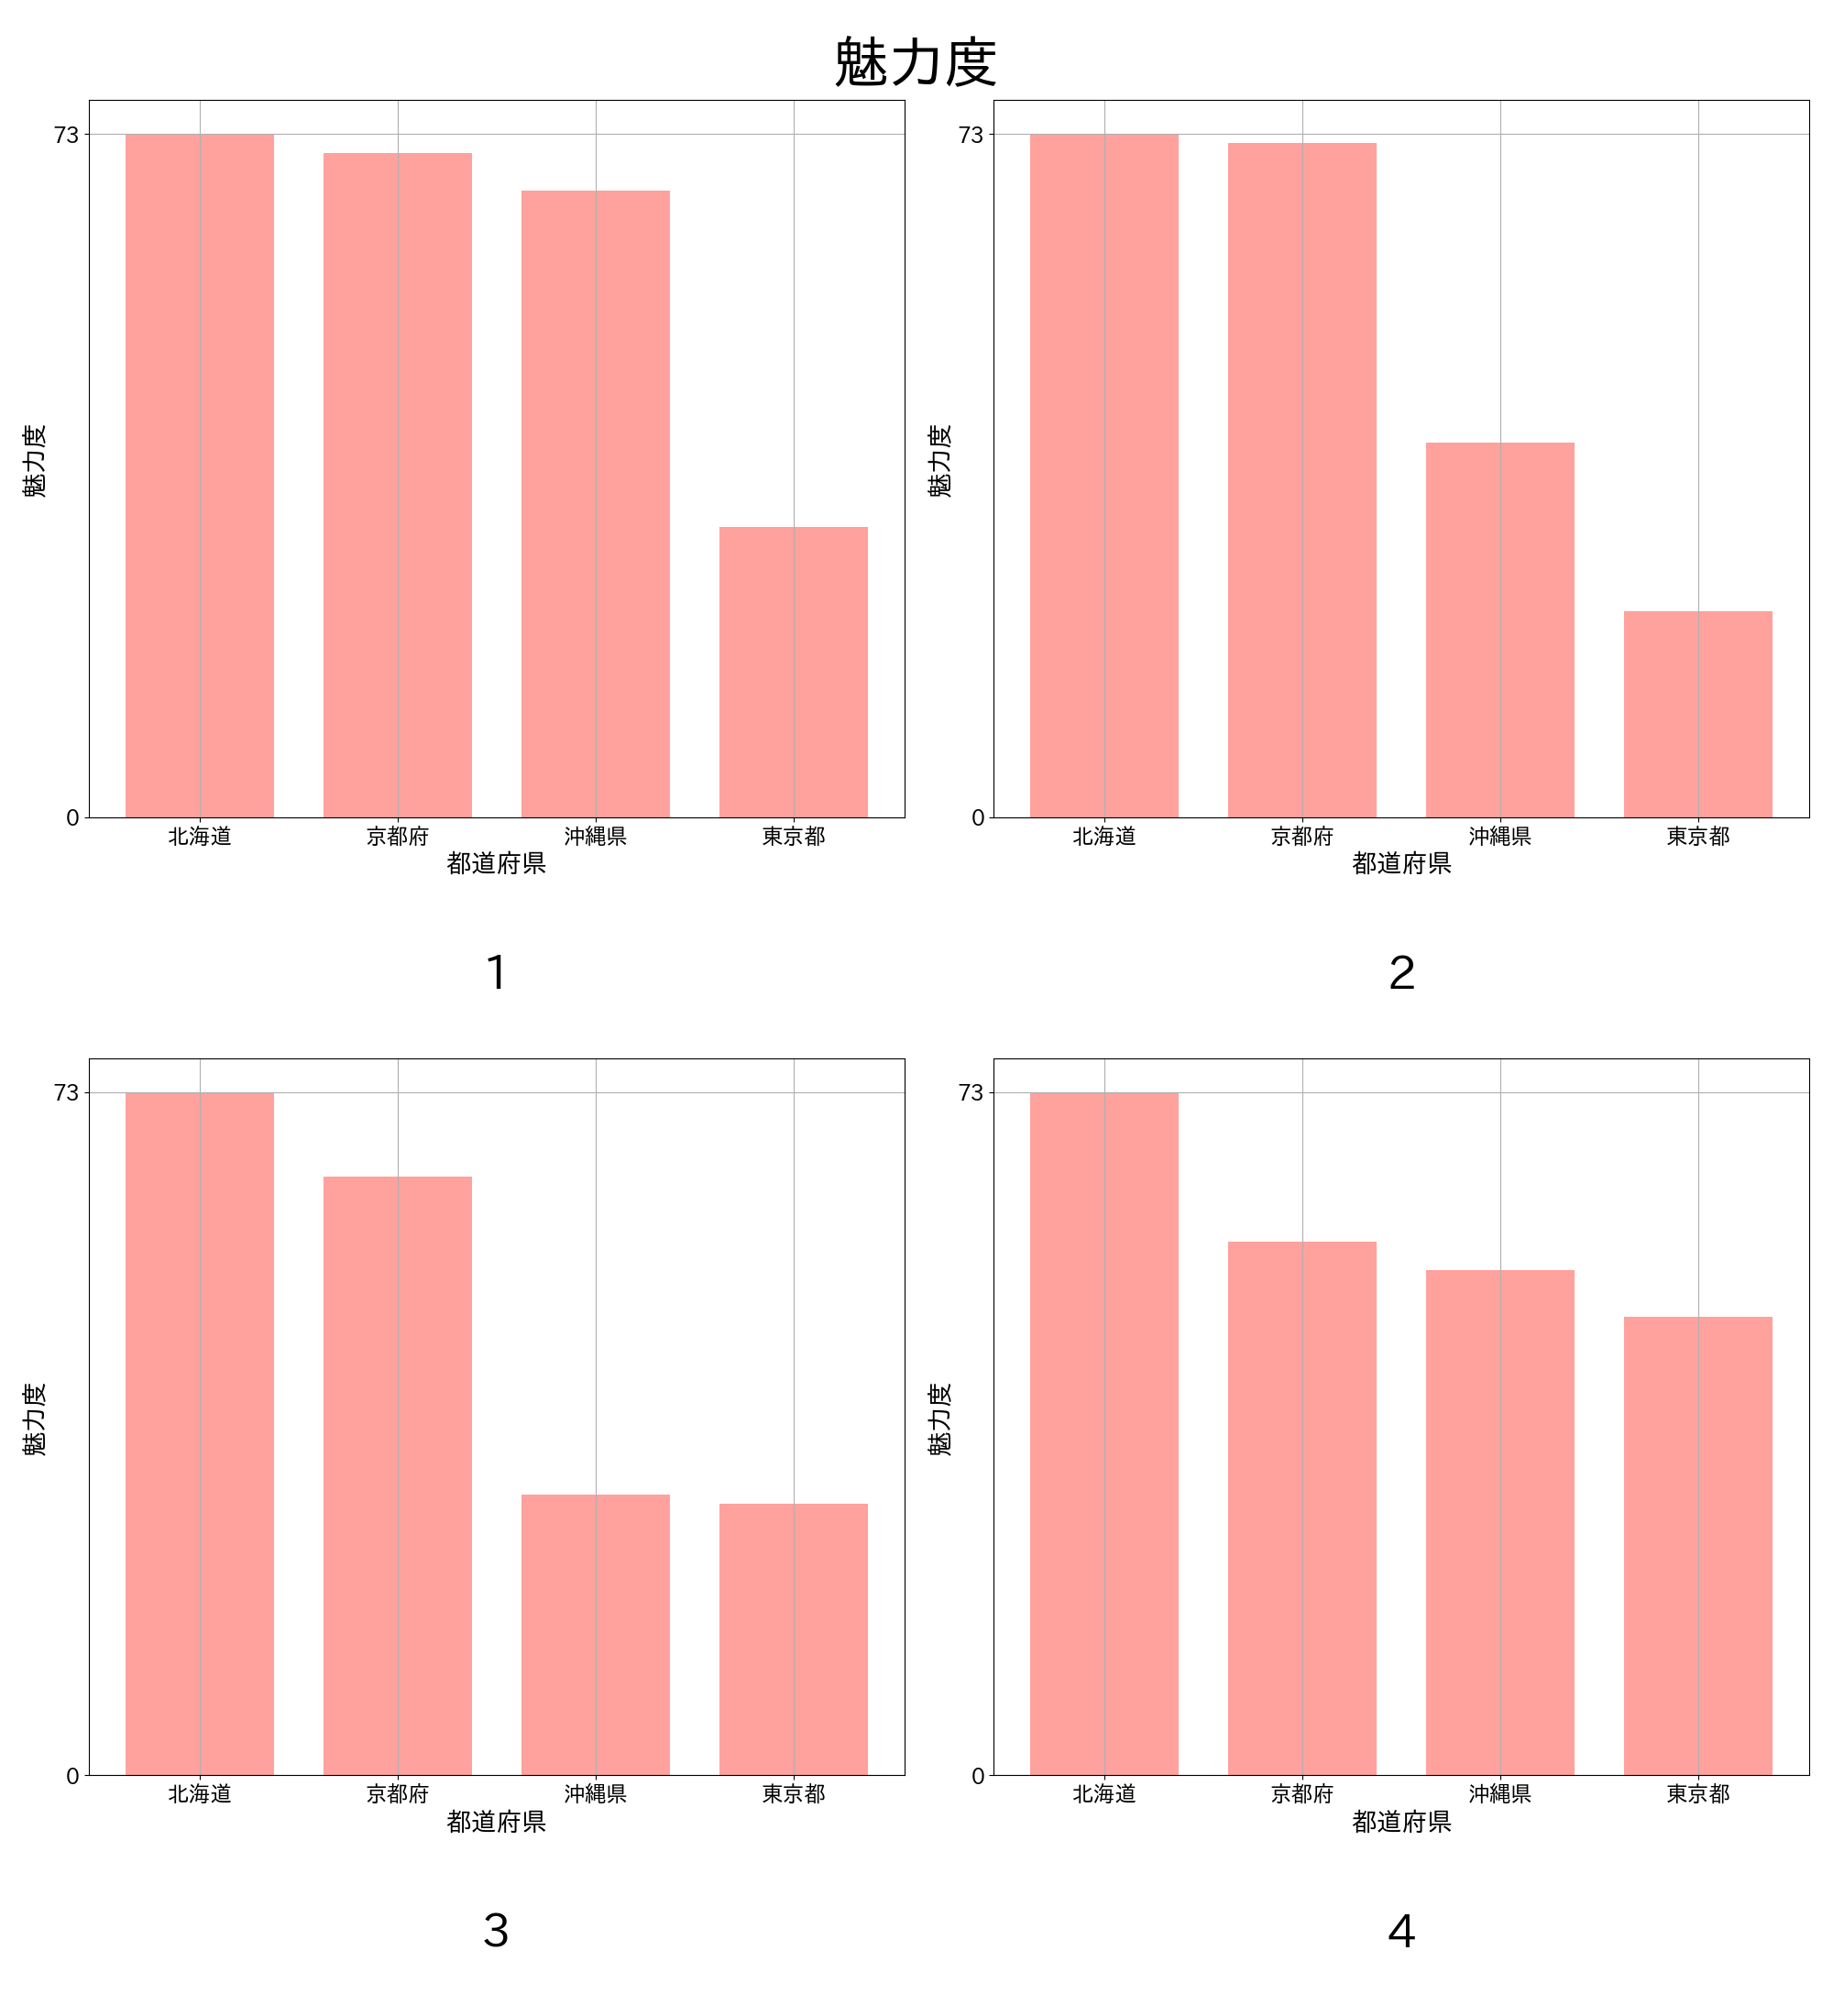 魅力度
73
0
魅力度
北海道 京都府 沖縄県 東京都
都道府県
1
73
0
魅力度
北海道 京都府 沖縄県 東京都
都道府県
2
73
0
魅力度
北海道 京都府 沖縄県 東京都
都道府県
3
73
0
魅力度
北海道 京都府 沖縄県 東京都
都道府県
4